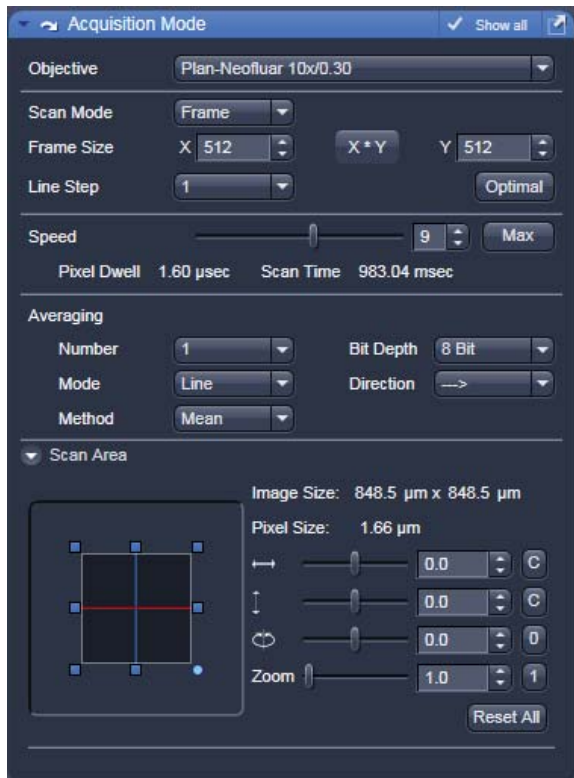 Acquisition Mode Show all
Objective Plan-Neofluar 10x/0.30
Scan Mode Frame
Frame Size X 512 X * Y Y 512
Line Step 1 Optimal
Speed 9 Max
Pixel Dwell 1.60 µsec Scan Time 983.04 msec
Averaging
Number 1 Bit Depth 8 Bit
Mode Line Direction --->
Method Mean
Scan Area
Image Size: 848.5 µm x 848.5 µm
Pixel Size: 1.66 µm
0.0 C
0.0 C
0.0 0
Zoom 1.0 1
Reset All